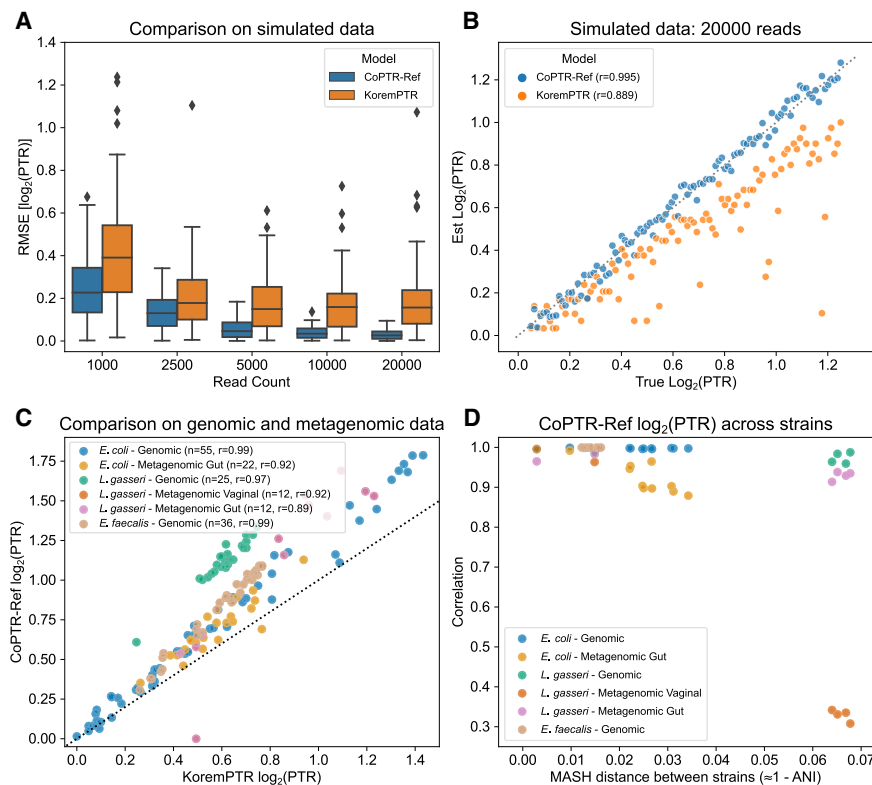 A
Comparison on simulated data
1.4
1.2
1.0
0.8
0.6
0.4
0.2
0.0
RMSE [log2(PTR)]
Model
CoPTR-Ref
KoremPTR
1000
2500
5000
10000
20000
Read Count
B
Simulated data: 20000 reads
1.2
1.0
0.8
0.6
0.4
0.2
0.0
Est Log2(PTR)
Model
CoPTR-Ref (r=0.995)
KoremPTR (r=0.889)
0.0
0.2
0.4
0.6
0.8
1.0
1.2
True Log2(PTR)
C
Comparison on genomic and metagenomic data
1.75
1.50
1.25
1.00
0.75
0.50
0.25
0.00
CoPTR-Ref log2(PTR)
E. coli - Genomic (n=55, r=0.99)
E. coli - Metagenomic Gut (n=22, r=0.92)
L. gasseri - Genomic (n=25, r=0.97)
L. gasseri - Metagenomic Vaginal (n=12, r=0.92)
L. gasseri - Metagenomic Gut (n=12, r=0.89)
E. faecalis - Genomic (n=36, r=0.99)
0.0
0.2
0.4
0.6
0.8
1.0
1.2
1.4
KoremPTR log2(PTR)
D
CoPTR-Ref log2(PTR) across strains
1.0
0.9
0.8
0.7
0.6
0.5
0.4
0.3
Correlation
E. coli - Genomic
E. coli - Metagenomic Gut
L. gasseri - Genomic
L. gasseri - Metagenomic Vaginal
L. gasseri - Metagenomic Gut
E. faecalis - Genomic
0.00
0.01
0.02
0.03
0.04
0.05
0.06
0.07
MASH distance between strains (≈1 - ANI)